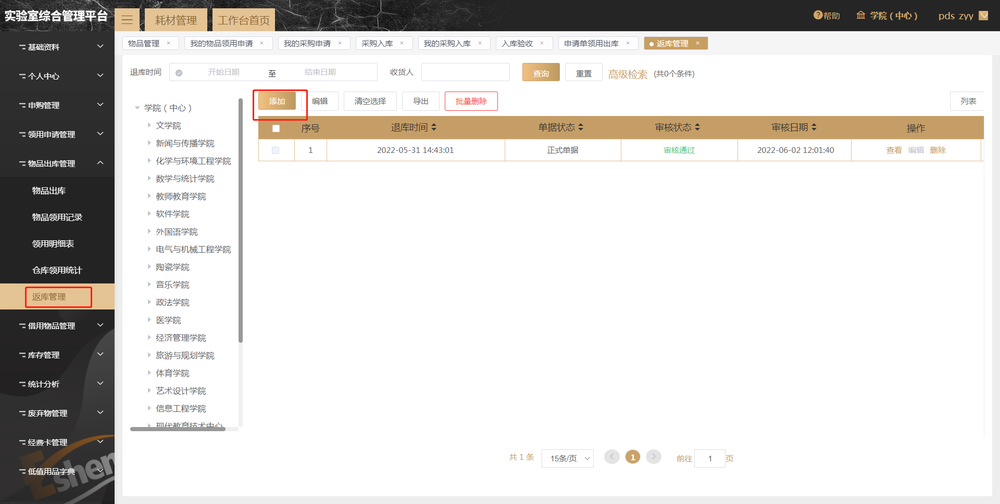 实验室综合管理平台
耗材管理
工作台首页
帮助
学院（中心）
pds zyy
基础资料
个人中心
申购管理
领用申请管理
物品出库管理
物品出库
物品领用记录
领用明细表
仓库领用统计
返库管理
借用物品管理
库存管理
统计分析
废弃物管理
经费卡管理
低值用品字典
Eshen
物品管理 × 我的物品领用申请 × 我的采购申请 × 采购入库 × 我的采购入库 × 入库验收 × 申请单领用出库 × 返库管理 ×
退库时间 开始日期 至 结束日期 收货人 查询 重置 高级检索 (共0个条件)
学院（中心）
文学院
新闻与传播学院
化学与环境工程学院
数学与统计学院
教师教育学院
软件学院
外国语学院
电气与机械工程学院
陶瓷学院
音乐学院
政法学院
医学院
经济管理学院
旅游与规划学院
体育学院
艺术设计学院
信息工程学院
现代教育技术中心
添加 编辑 清空选择 导出 批量删除 列表
序号 退库时间 单据状态 审核状态 审核日期 操作
1 2022-05-31 14:43:01 正式单据 审核通过 2022-06-02 12:01:40 查看 编辑 删除
共 1 条 15条/页 1 前往 1 页